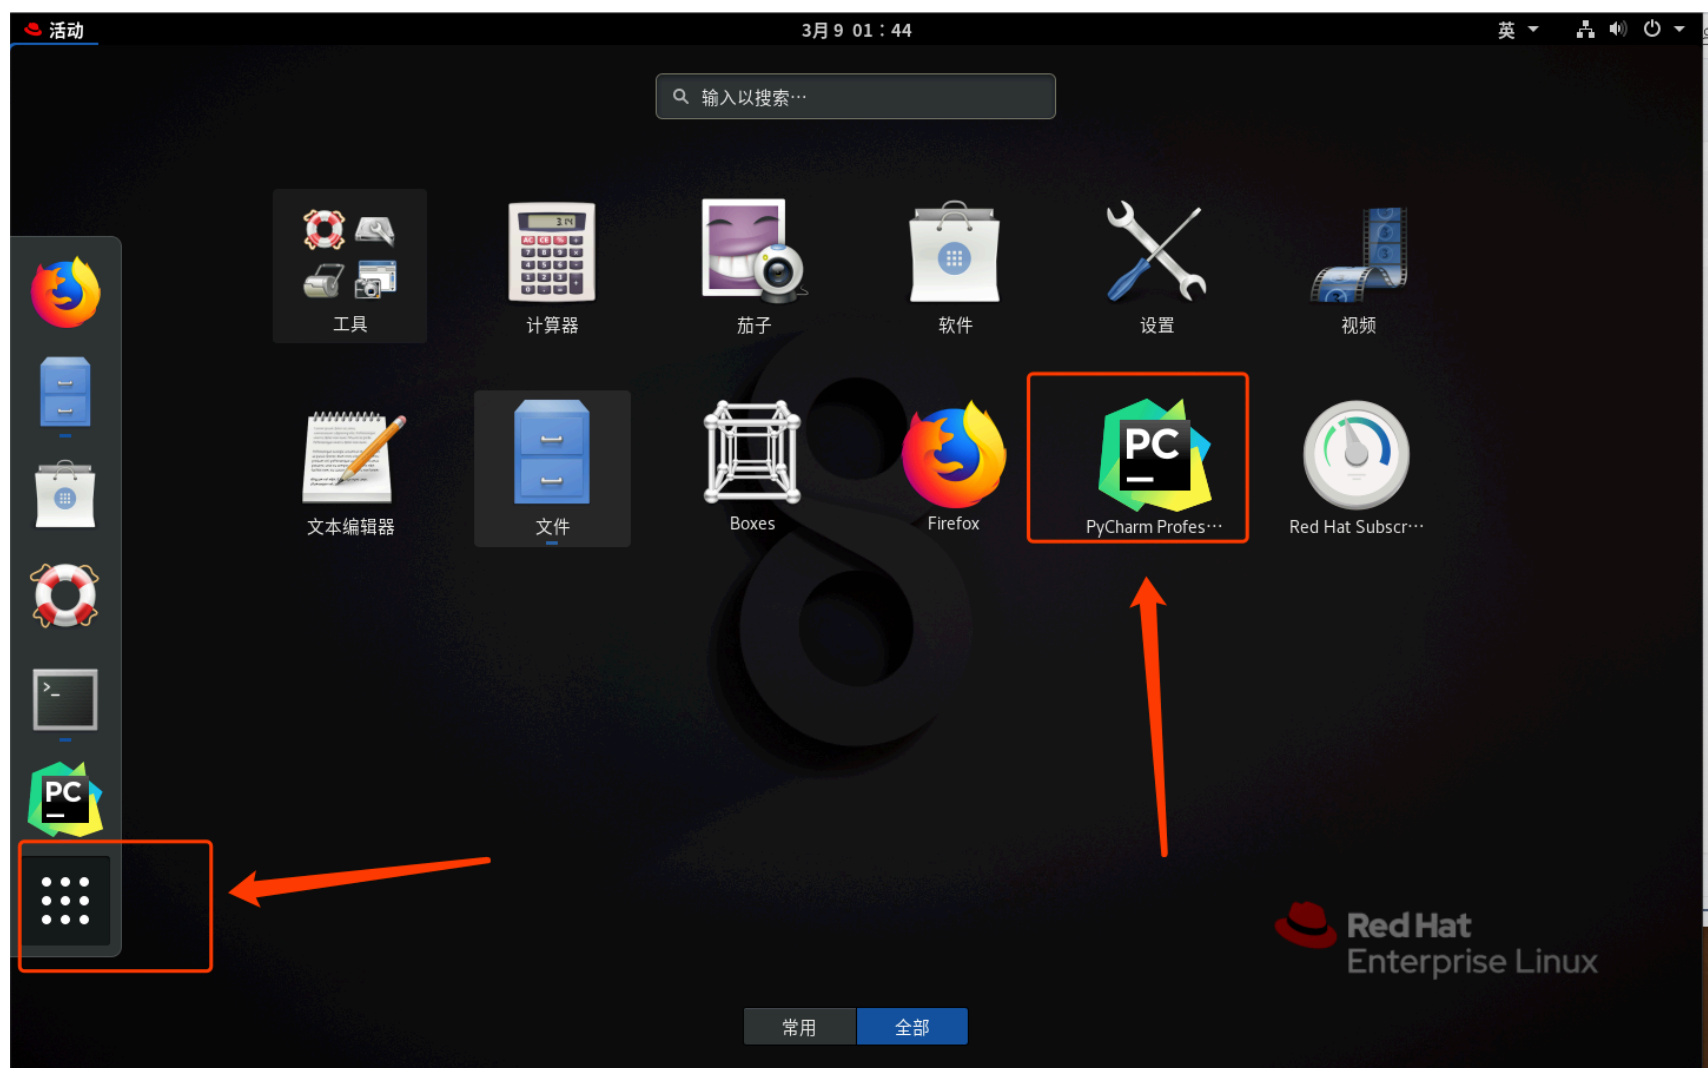 活动
3月 9 01：44
英
输入以搜索…
工具
计算器
茄子
软件
设置
视频
文本编辑器
文件
Boxes
Firefox
PC
PyCharm Profes…
Red Hat Subscr…
PC
Red Hat
Enterprise Linux
常用
全部